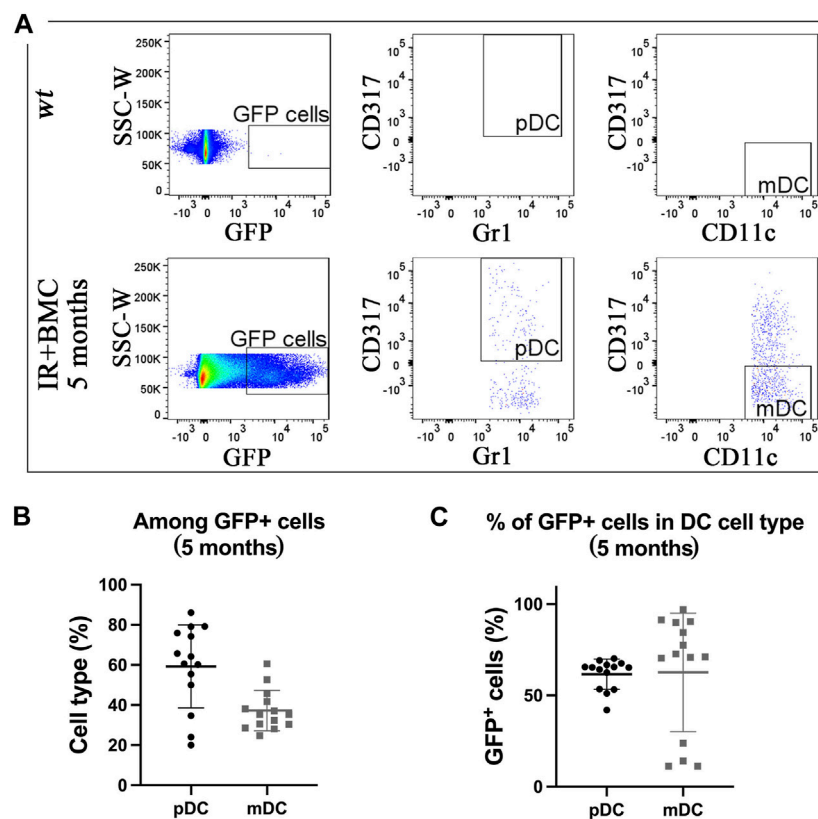 A
wt
SSC-W
250K
200K
150K
100K
50K
0
GFP cells
-10³ 0 10³ 10⁴ 10⁵
GFP
CD317
10⁵
10⁴
10³
0
-10³
pDC
-10³ 0 10³ 10⁴ 10⁵
Gr1
CD317
10⁵
10⁴
10³
0
-10³
mDC
-10³ 0 10³ 10⁴ 10⁵
CD11c
IR+BMC
5 months
SSC-W
250K
200K
150K
100K
50K
0
GFP cells
-10³ 0 10³ 10⁴ 10⁵
GFP
CD317
10⁵
10⁴
10³
0
-10³
pDC
-10³ 0 10³ 10⁴ 10⁵
Gr1
CD317
10⁵
10⁴
10³
0
-10³
mDC
-10³ 0 10³ 10⁴ 10⁵
CD11c
B
Among GFP+ cells
(5 months)
Cell type (%)
100
80
60
40
20
0
pDC mDC
C
% of GFP+ cells in DC cell type
(5 months)
GFP⁺ cells (%)
100
50
0
pDC mDC